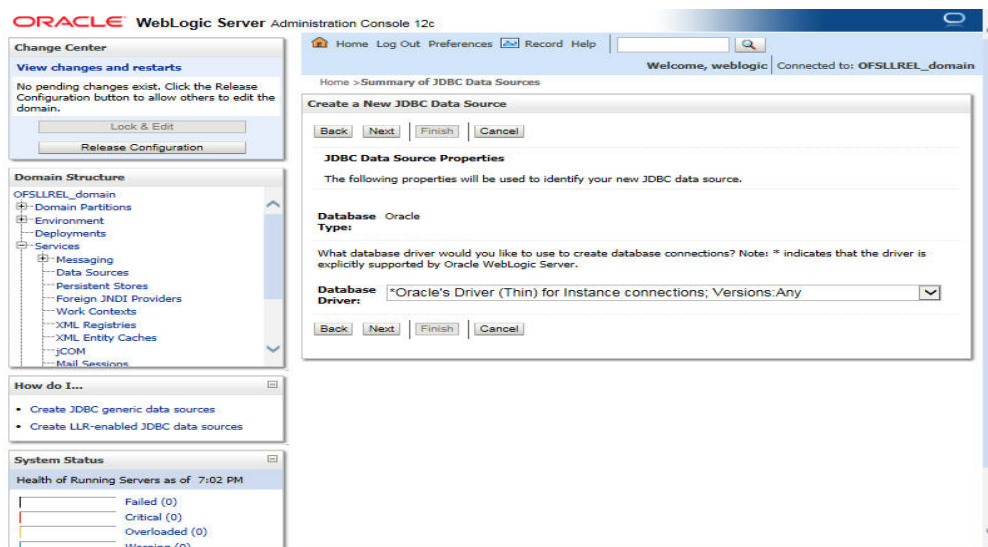 ORACLE WebLogic Server Administration Console 12c
Change Center
View changes and restarts
No pending changes exist. Click the Release
Configuration button to allow others to edit the
domain.
Lock & Edit
Release Configuration
Domain Structure
OFSLLREL_domain
Domain Partitions
Environment
Deployments
Services
Messaging
Data Sources
Persistent Stores
Foreign JNDI Providers
Work Contexts
XML Registries
XML Entity Caches
jCOM
Mail Sessions
How do I...
Create JDBC generic data sources
Create LLR-enabled JDBC data sources
System Status
Health of Running Servers as of 7:02 PM
Failed (0)
Critical (0)
Overloaded (0)
Warning (0)
Home Log Out Preferences Record Help
Welcome, weblogic Connected to: OFSLLREL_domain
Home >Summary of JDBC Data Sources
Create a New JDBC Data Source
Back Next Finish Cancel
JDBC Data Source Properties
The following properties will be used to identify your new JDBC data source.
Database Oracle
Type:
What database driver would you like to use to create database connections? Note: * indicates that the driver is
explicitly supported by Oracle WebLogic Server.
Database *Oracle's Driver (Thin) for Instance connections; Versions:Any
Driver:
Back Next Finish Cancel